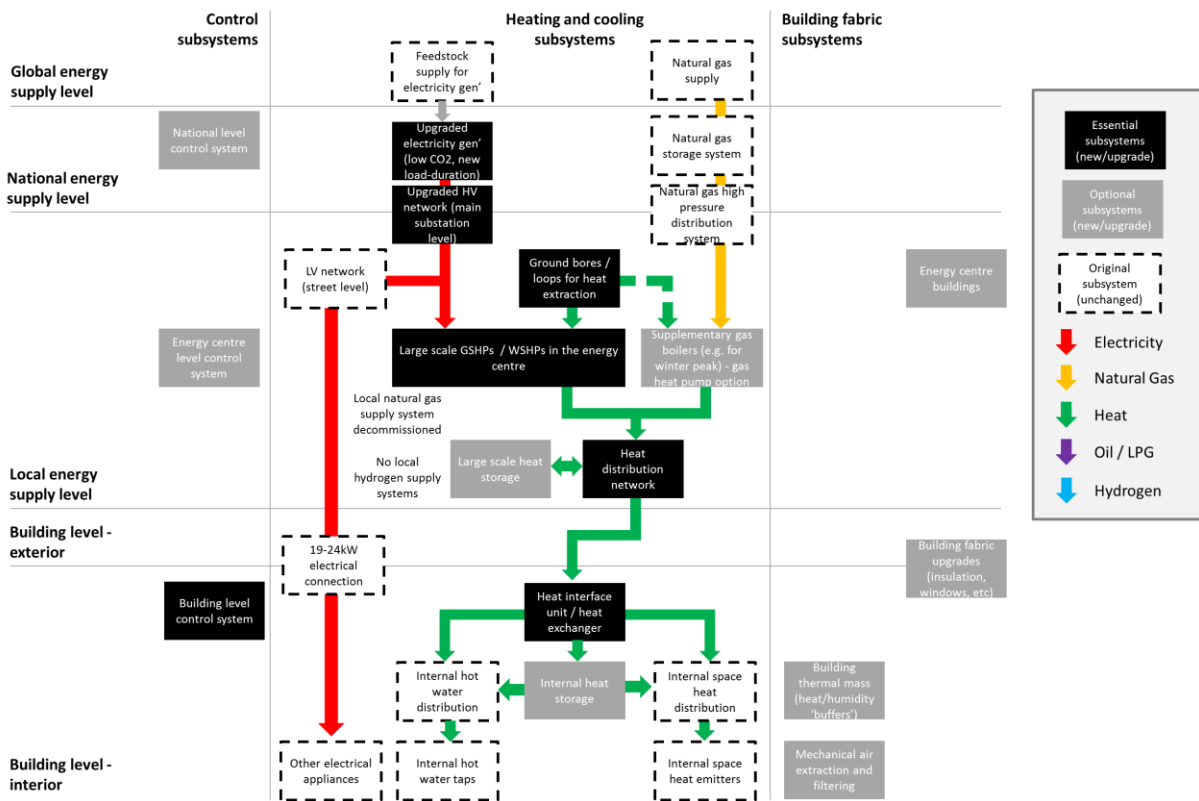 Control
subsystems
Heating and cooling
subsystems
Building fabric
subsystems
Global energy
supply level
Feedstock
supply for
electricity gen’
Natural gas
supply
National level
control system
Upgraded
electricity gen’
(low CO2, new
load-duration)
Natural gas
storage system
National energy
supply level
Upgraded HV
network (main
substation
level)
Natural gas high
pressure
distribution
system
LV network
(street level)
Ground bores /
loops for heat
extraction
Energy centre
buildings
Energy centre
level control
system
Large scale GSHPs / WSHPs in the energy
centre
Supplementary gas
boilers (e.g. for
winter peak) - gas
heat pump option
Local natural gas
supply system
decommissioned
No local
hydrogen supply
systems
Large scale heat
storage
Heat
distribution
network
Local energy
supply level
Building level -
exterior
19-24kW
electrical
connection
Building fabric
upgrades
(insulation,
windows, etc)
Building level
control system
Heat interface
unit / heat
exchanger
Internal hot
water
distribution
Internal heat
storage
Internal space
heat
distribution
Building
thermal mass
(heat/humidity
‘buffers’)
Building level -
interior
Other electrical
appliances
Internal hot
water taps
Internal space
heat emitters
Mechanical air
extraction and
filtering
Essential
subsystems
(new/upgrade)
Optional
subsystems
(new/upgrade)
Original
subsystem
(unchanged)
Electricity
Natural Gas
Heat
Oil / LPG
Hydrogen